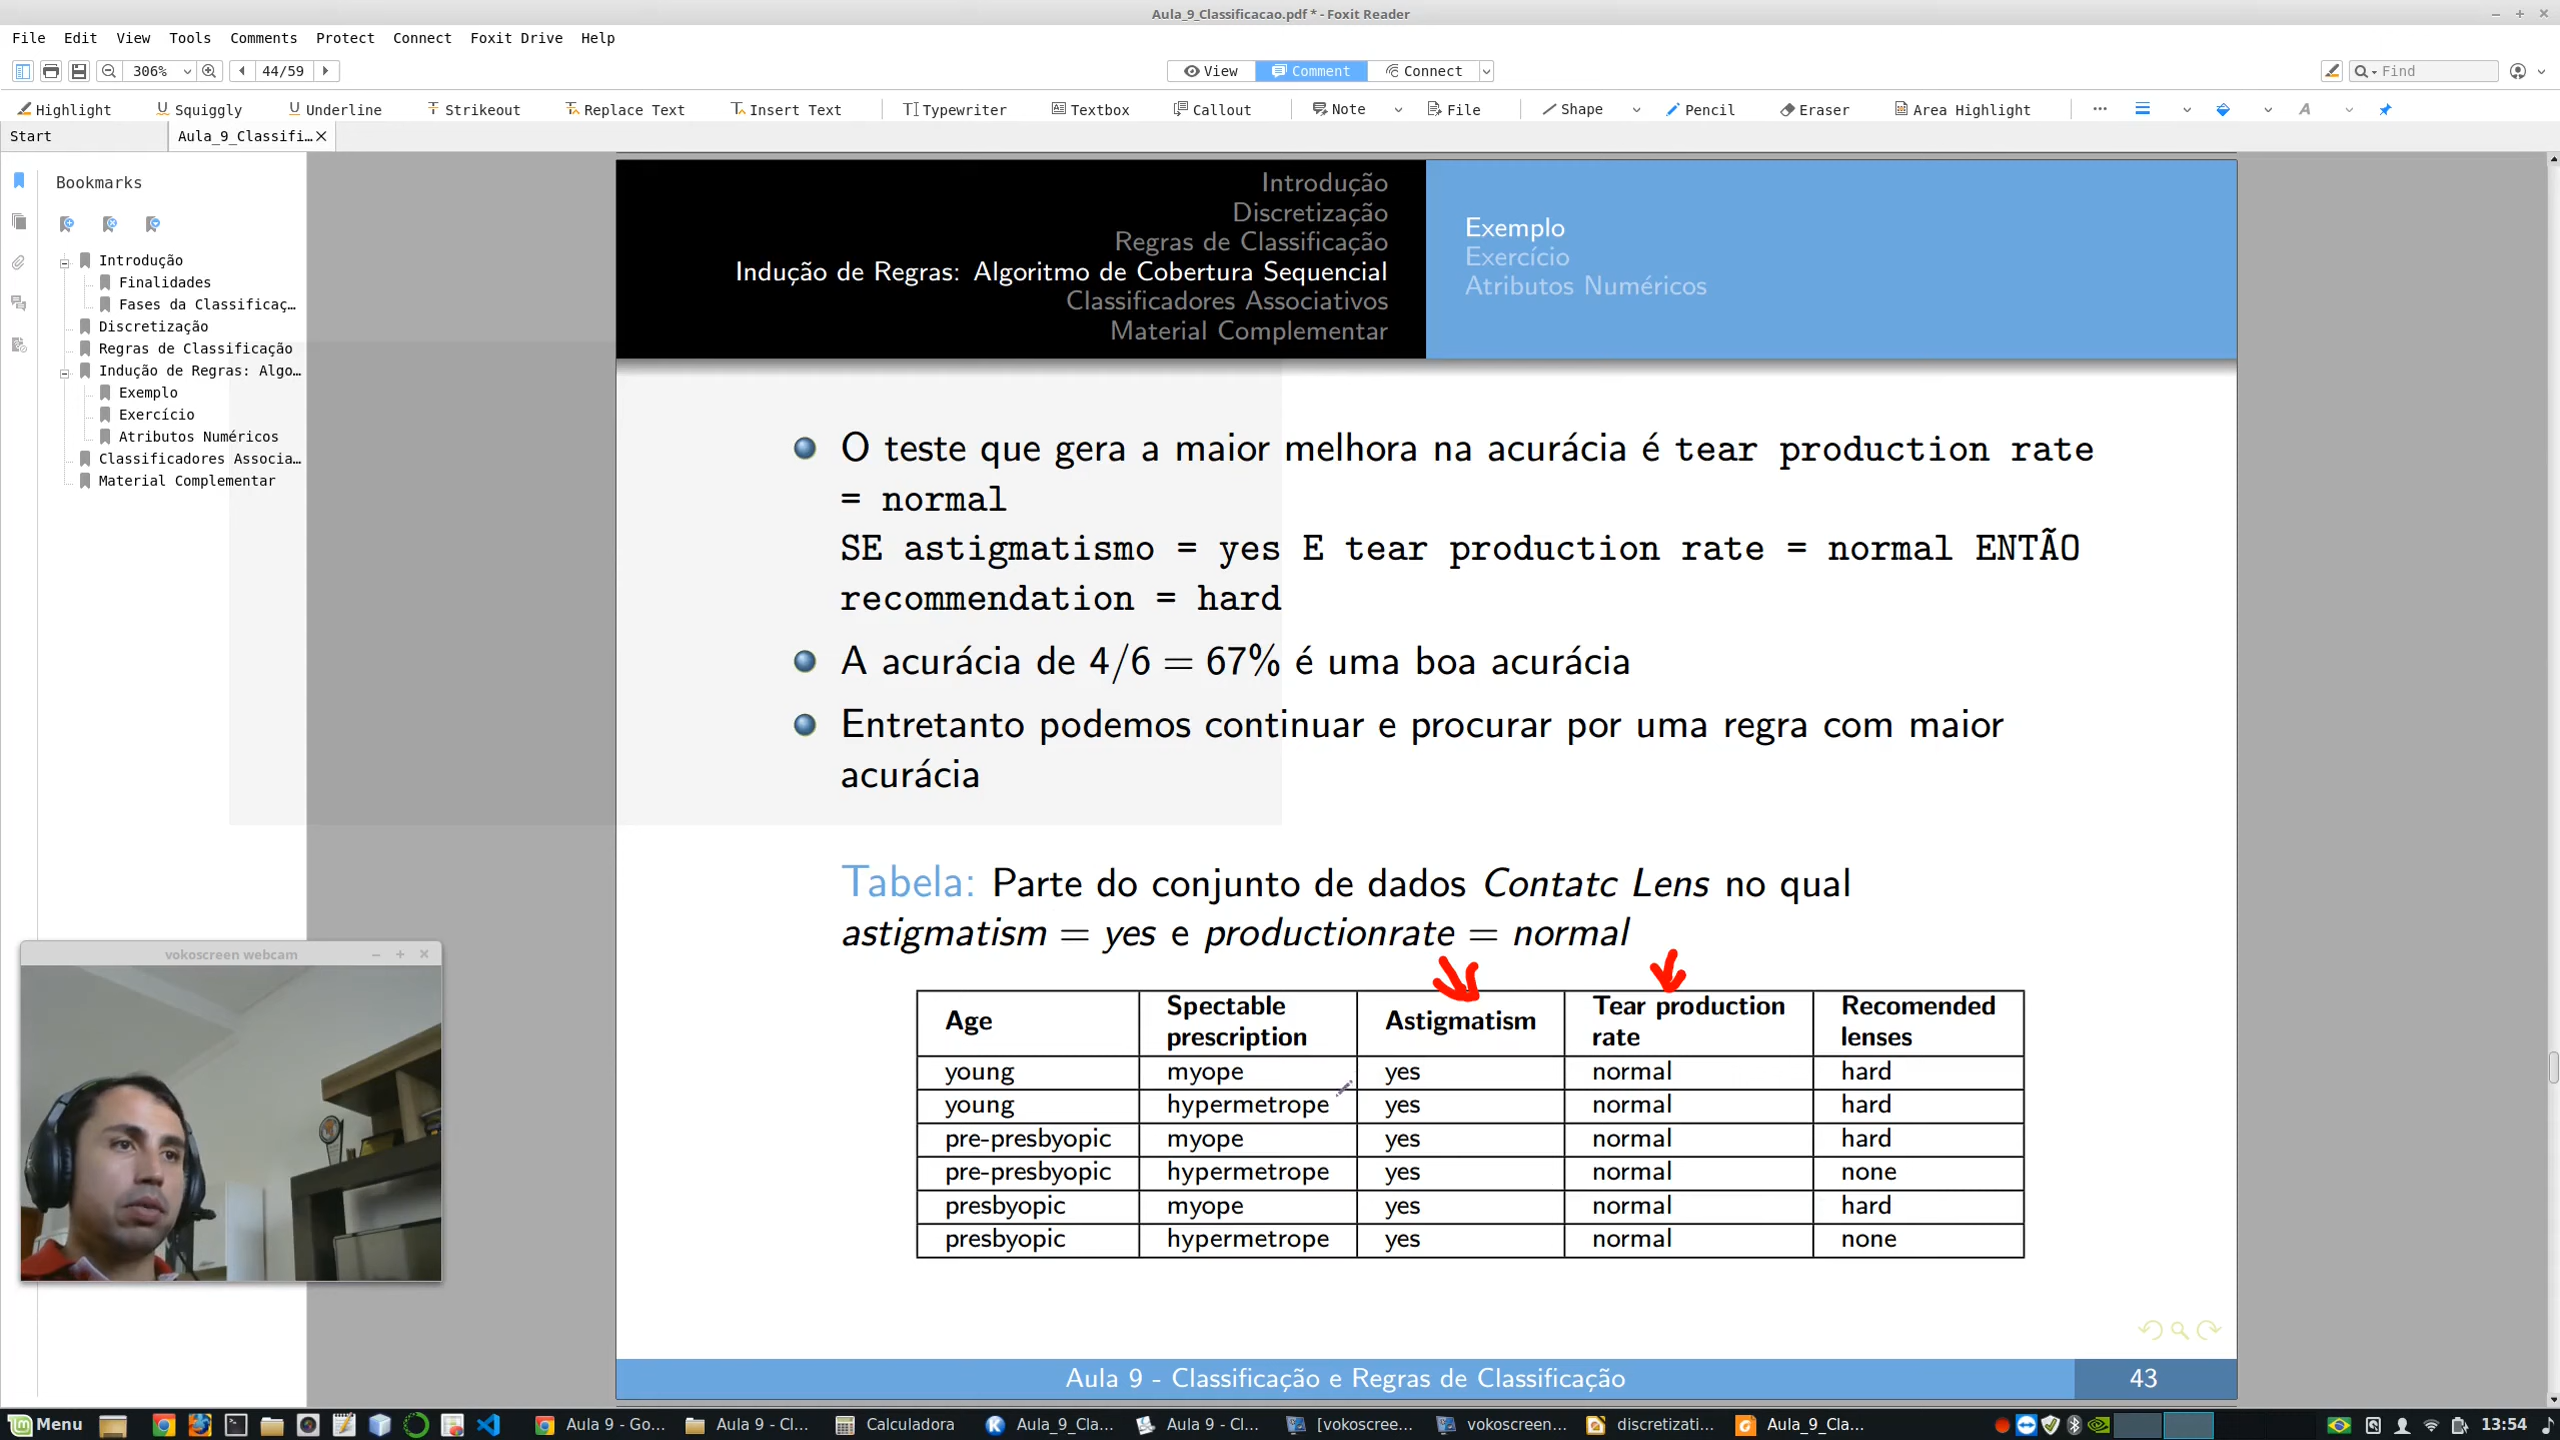 Aula_9_Classificacao.pdf * - Foxit Reader
File Edit View Tools Comments Protect Connect Foxit Drive Help
306% 44/59 View Comment Connect Find
Highlight Squiggly Underline Strikeout Replace Text Insert Text Typewriter Textbox Callout Note File Shape Pencil Eraser Area Highlight ... A
Start Aula_9_Classifi...
Bookmarks
Introdução
Finalidades
Fases da Classificaç...
Discretização
Regras de Classificação
Indução de Regras: Algo...
Exemplo
Exercício
Atributos Numéricos
Classificadores Associa...
Material Complementar
Introdução
Discretização
Regras de Classificação
Indução de Regras: Algoritmo de Cobertura Sequencial
Classificadores Associativos
Material Complementar
Exemplo
Exercício
Atributos Numéricos
O teste que gera a maior melhora na acurácia é tear production rate
= normal
SE astigmatismo = yes E tear production rate = normal ENTÃO
recommendation = hard
A acurácia de 4/6 = 67% é uma boa acurácia
Entretanto podemos continuar e procurar por uma regra com maior
acurácia
Tabela: Parte do conjunto de dados Contatc Lens no qual
astigmatism = yes e productionrate = normal
Age Spectable prescription Astigmatism Tear production rate Recomended lenses
young myope yes normal hard
young hypermetrope yes normal hard
pre-presbyopic myope yes normal hard
pre-presbyopic hypermetrope yes normal none
presbyopic myope yes normal hard
presbyopic hypermetrope yes normal none
Aula 9 - Classificação e Regras de Classificação 43
vokoscreen webcam
Menu Aula 9 - Go... Aula 9 - Cl... Calculadora Aula_9_Cla... Aula 9 - Cl... [vokoscree... vokoscreen... discretizati... Aula_9_Cla... 13:54